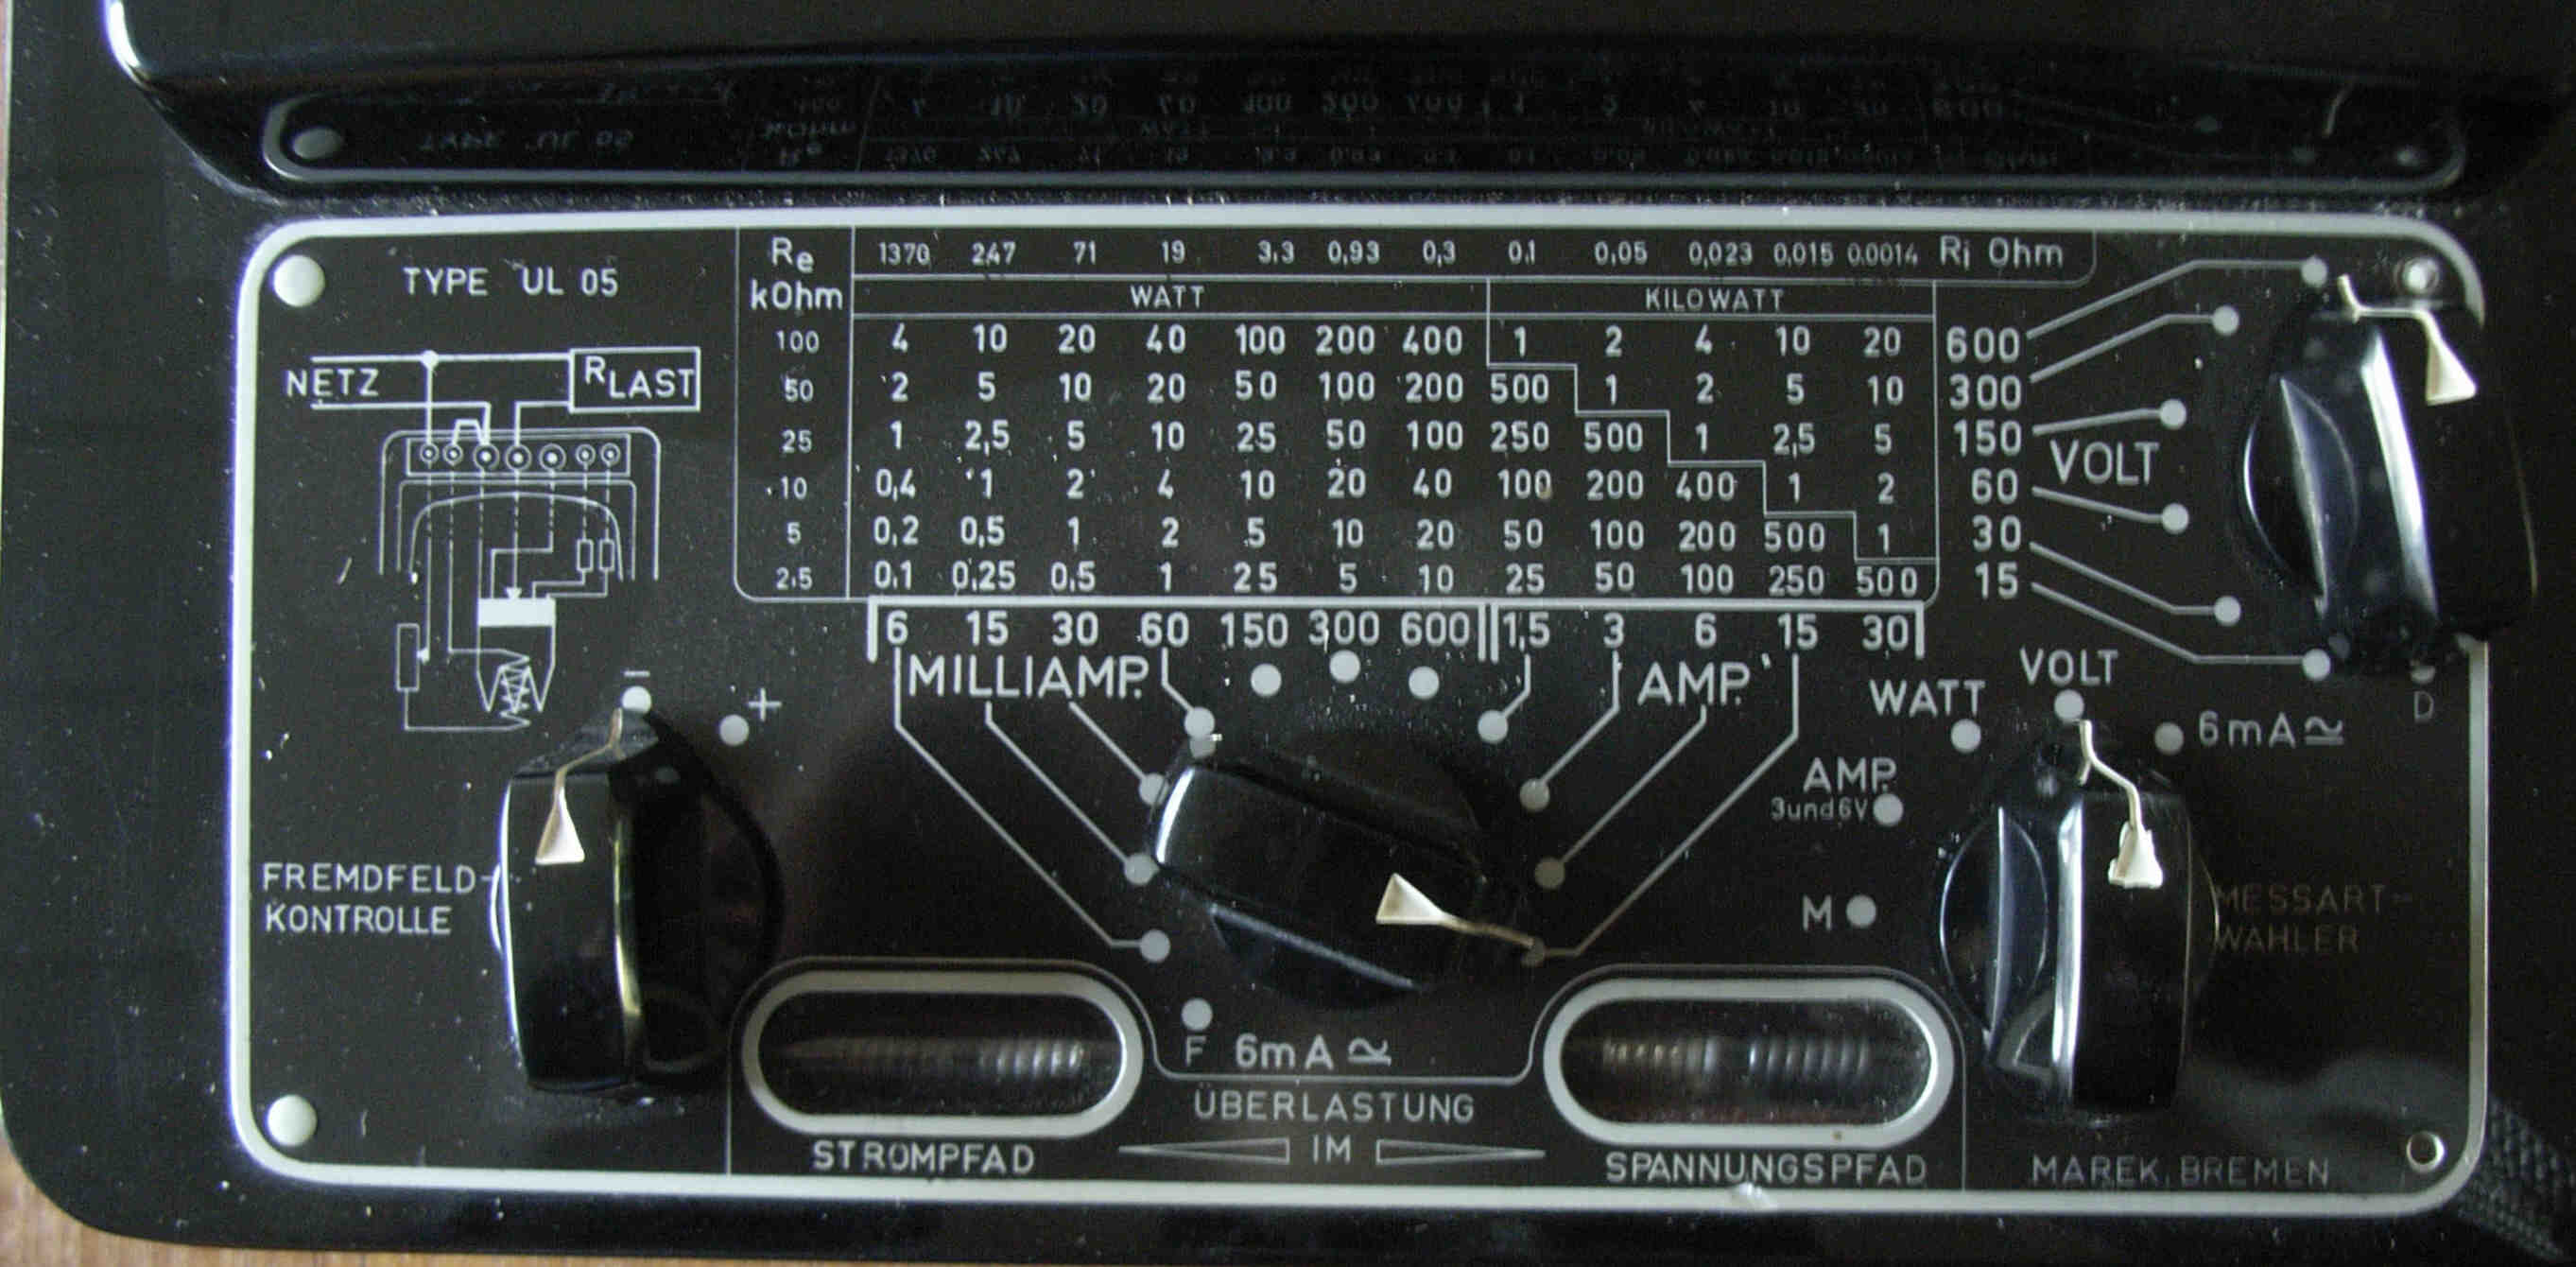 TYPE UL 05
NETZ
RLAST
Re 1370 247 71 19 3.3 0,93 0,3 0.1 0,05 0,023 0,015 0.0014 Ri Ohm
kOhm WATT KILOWATT
100 4 10 20 40 100 200 400 1 2 4 10 20 600
50 2 5 10 20 50 100 200 500 1 2 5 10 300
25 1 2,5 5 10 25 50 100 250 500 1 2,5 5 150
VOLT
10 0,4 1 2 4 10 20 40 100 200 400 1 2 60
5 0,2 0,5 1 2 5 10 20 50 100 200 500 1 30
2.5 0.1 0,25 0,5 1 25 5 10 25 50 100 250 500 15
6 15 30 60 150 300 600 1,5 3 6 15 30
MILLIAMP. AMP.
- +
WATT
VOLT
6mA
D
AMP.
3und6V
M
FREMDFELD-
KONTROLLE
MESSART-
WAHLER
F 6mA
ÜBERLASTUNG
IM
STROMPFAD
SPANNUNGSPFAD
MAREK, BREMEN